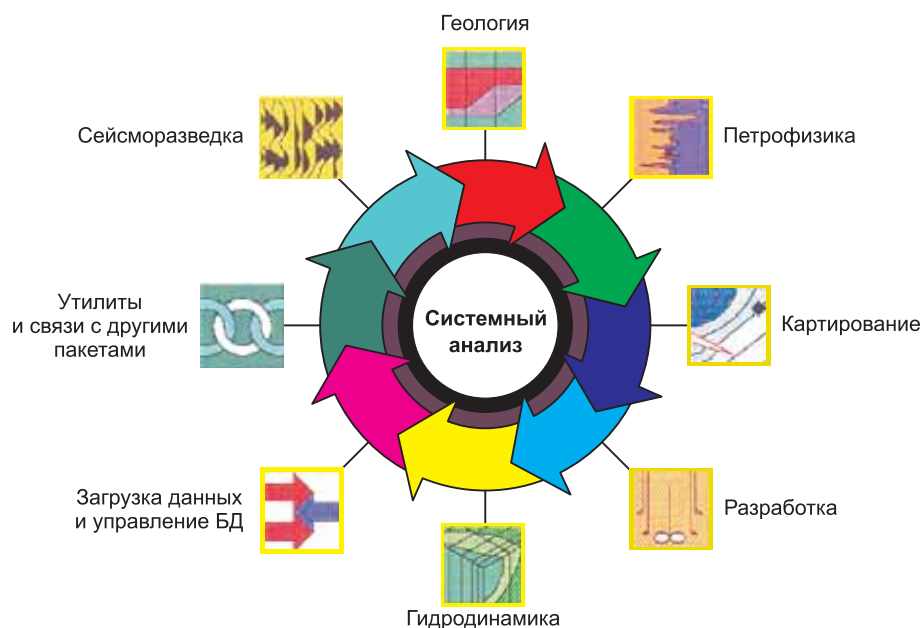 Геология
Сейсморазведка
Петрофизика
Утилиты
и связи с другими
пакетами
Системный
анализ
Картирование
Загрузка данных
и управление БД
Разработка
Гидродинамика